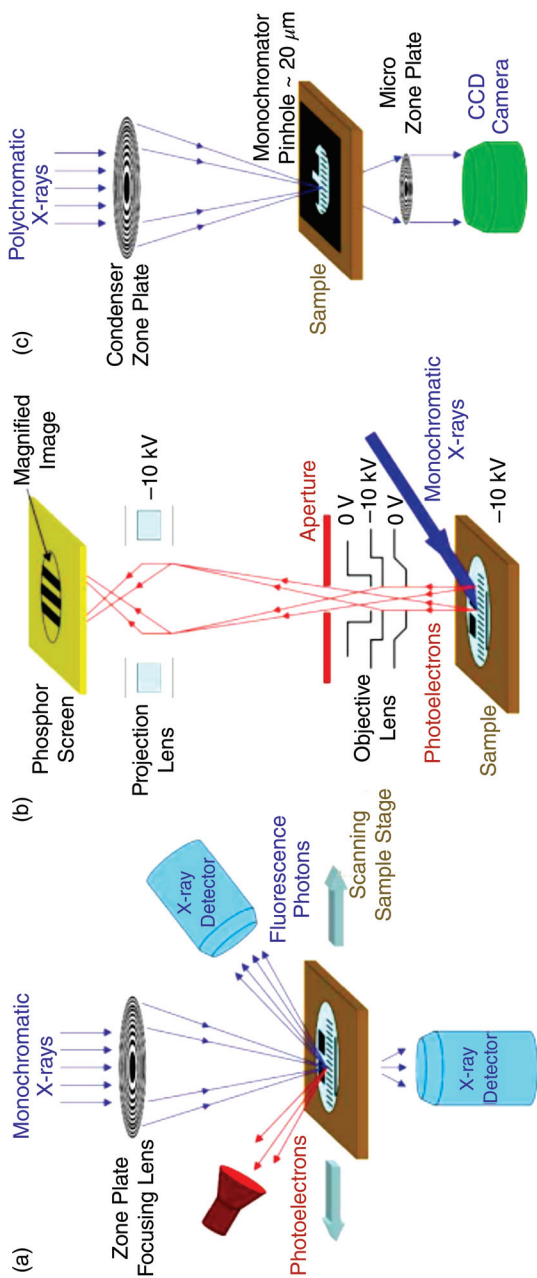 (a)
Monochromatic
X-rays
Zone Plate
Focusing Lens
X-ray
Detector
Fluorescence
Photons
Photoelectrons
Scanning
Sample Stage
X-ray
Detector
(b)
Phosphor
Screen
Magnified
Image
Projection
Lens
–10 kV
Aperture
Objective
Lens
0 V
–10 kV
0 V
Photoelectrons
Monochromatic
X-rays
Sample
–10 kV
(c)
Polychromatic
X-rays
Condenser
Zone Plate
Monochromator
Pinhole ~ 20 μm
Sample
Micro
Zone Plate
CCD
Camera